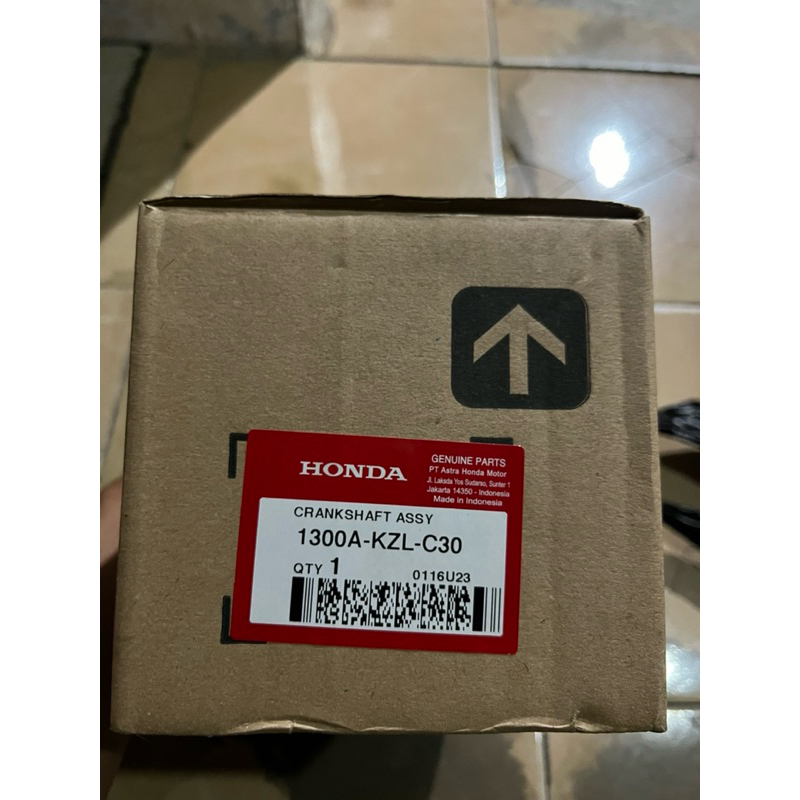 HONDA
GENUINE PARTS
PT Astra Honda Motor
Jl. Laksda Yos Sudarso, Sunter 1
Jakarta 14350 - Indonesia
Made in Indonesia
CRANKSHAFT ASSY
1300A-KZL-C30
QTY 1
0116U23